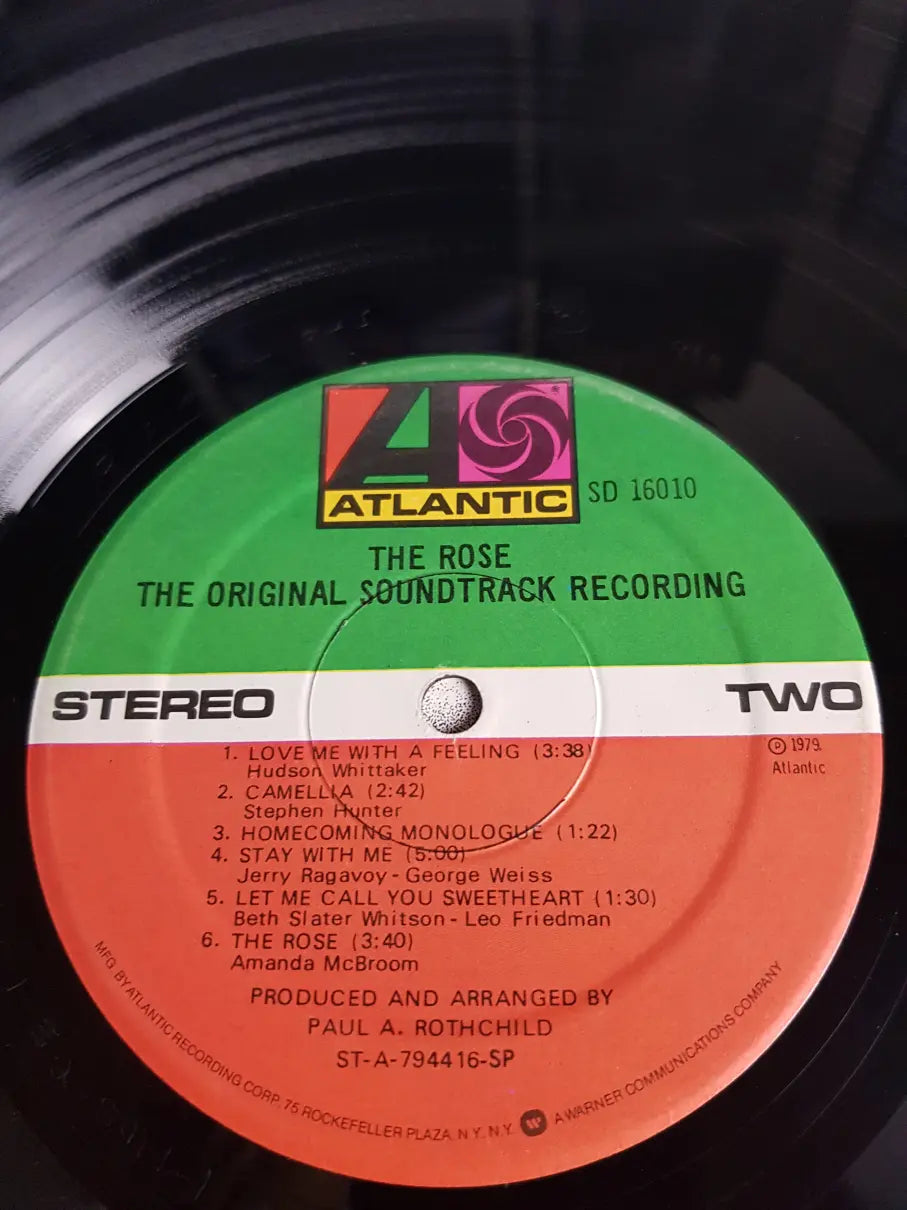 ATLANTIC
SD 16010
THE ROSE
THE ORIGINAL SOUNDTRACK RECORDING
STEREO
TWO
℗ 1979.
Atlantic
1. LOVE ME WITH A FEELING (3:38)
Hudson Whittaker
2. CAMELLIA (2:42)
Stephen Hunter
3. HOMECOMING MONOLOGUE (1:22)
4. STAY WITH ME (5:00)
Jerry Ragavoy - George Weiss
5. LET ME CALL YOU SWEETHEART (1:30)
Beth Slater Whitson - Leo Friedman
6. THE ROSE (3:40)
Amanda McBroom
PRODUCED AND ARRANGED BY
PAUL A. ROTHCHILD
ST-A-794416-SP
MFG. BY ATLANTIC RECORDING CORP. 75 ROCKEFELLER PLAZA. N.Y. N.Y. A WARNER COMMUNICATIONS COMPANY